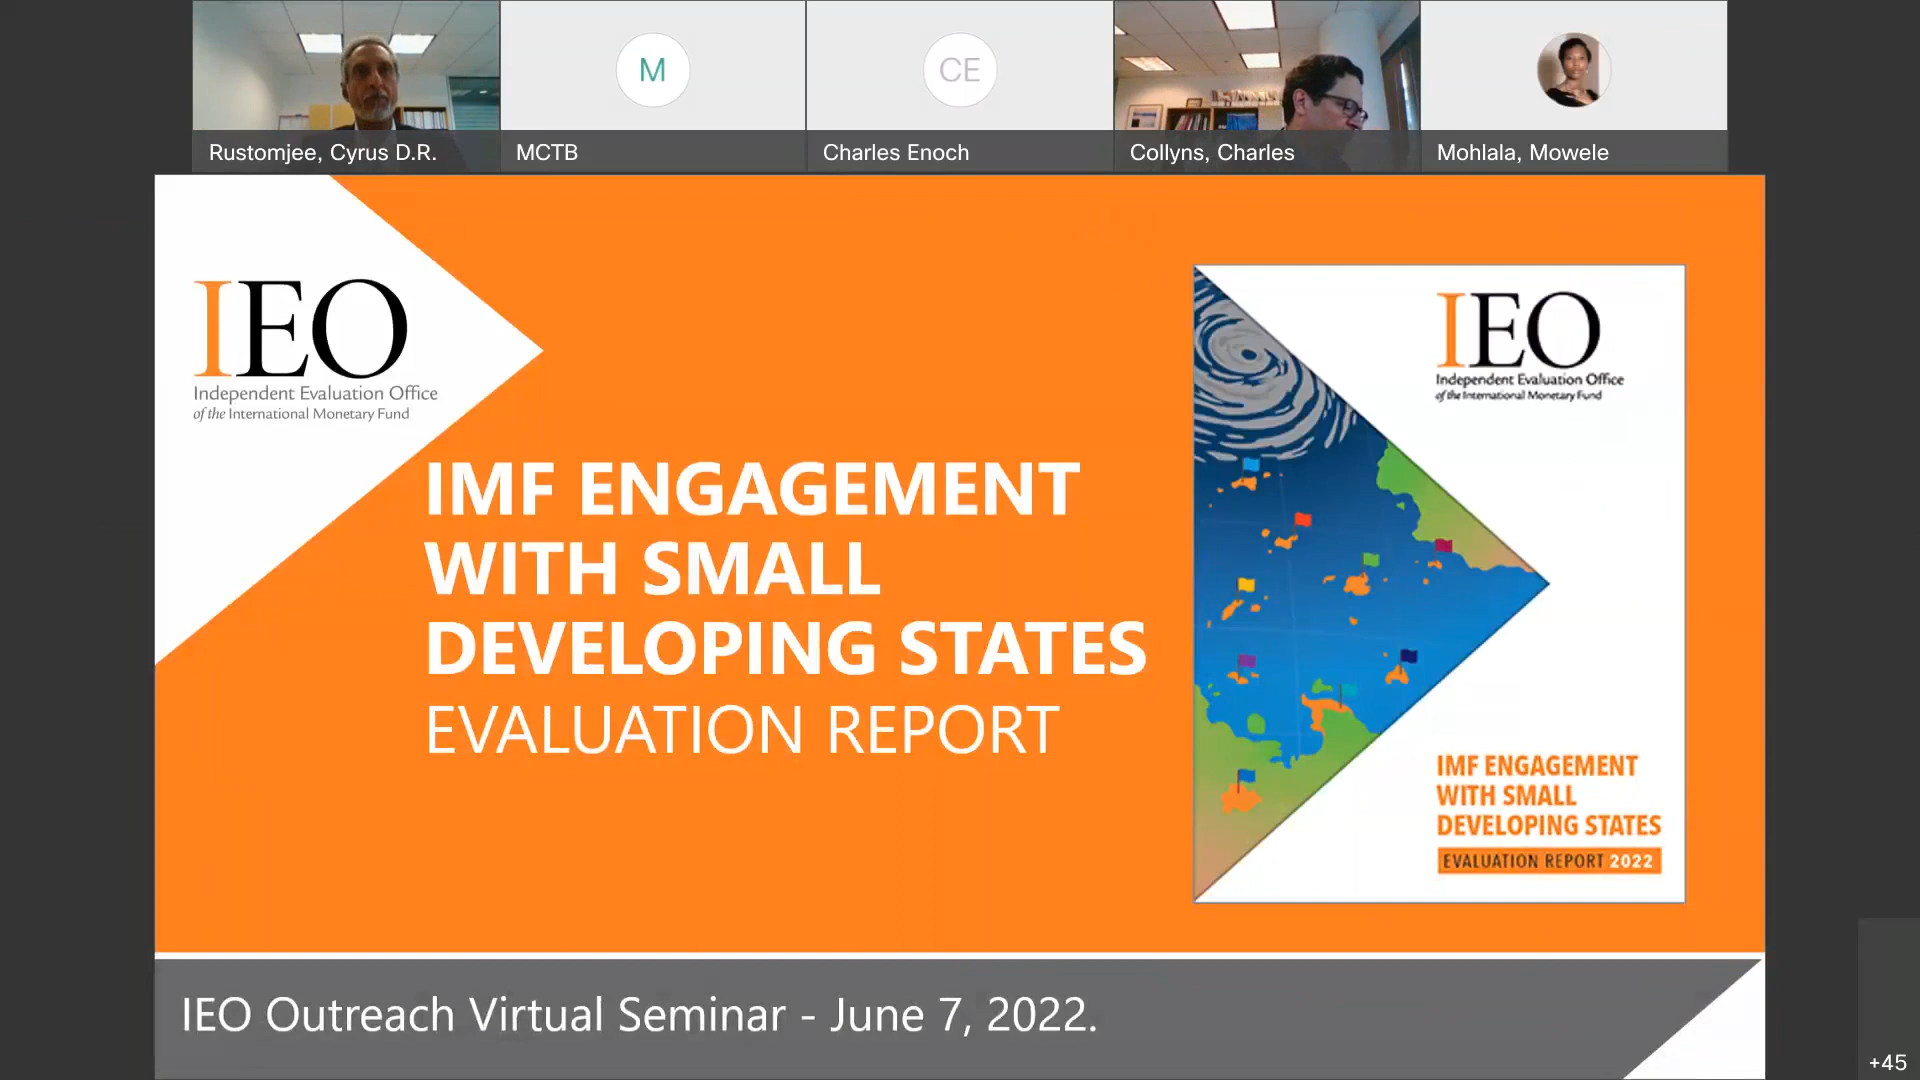 M
CE
Rustomjee, Cyrus D.R.
MCTB
Charles Enoch
Collyns, Charles
Mohlala, Mowele
IEO
Independent Evaluation Office
of the International Monetary Fund
IMF ENGAGEMENT
WITH SMALL
DEVELOPING STATES
EVALUATION REPORT
IEO
Independent Evaluation Office
of the International Monetary Fund
IMF ENGAGEMENT
WITH SMALL
DEVELOPING STATES
EVALUATION REPORT 2022
IEO Outreach Virtual Seminar - June 7, 2022.
+45